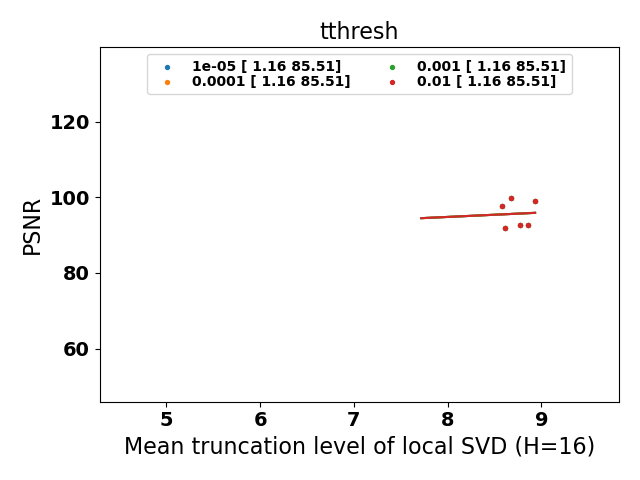 tthresh
1e-05 [ 1.16 85.51]
0.0001 [ 1.16 85.51]
0.001 [ 1.16 85.51]
0.01 [ 1.16 85.51]
PSNR
120
100
80
60
5 6 7 8 9
Mean truncation level of local SVD (H=16)